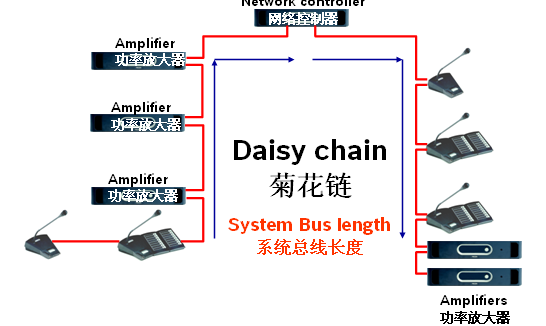 Network controller
网络控制器
Amplifier
功率放大器
Amplifier
功率放大器
Amplifier
功率放大器
Daisy chain
菊花链
System Bus length
系统总线长度
Amplifiers
功率放大器